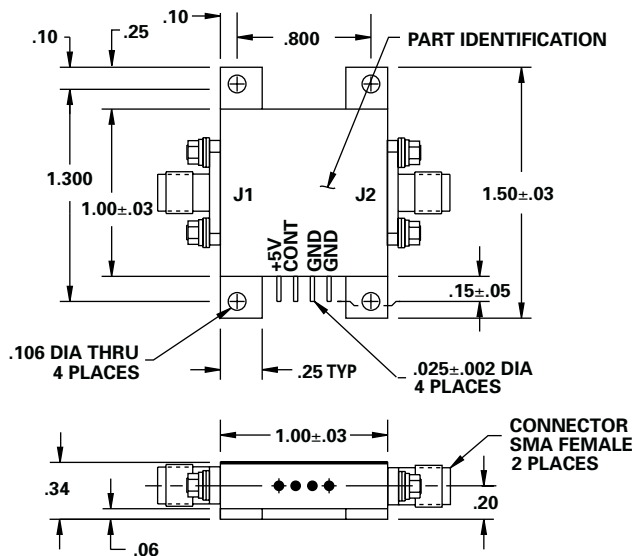 .10
.10
.25
.800
PART IDENTIFICATION
1.300
1.00±.03
J1
J2
1.50±.03
+5V
CONT
GND
GND
.15±.05
.106 DIA THRU
4 PLACES
.25 TYP
.025±.002 DIA
4 PLACES
1.00±.03
CONNECTOR
SMA FEMALE
2 PLACES
.34
.20
.06